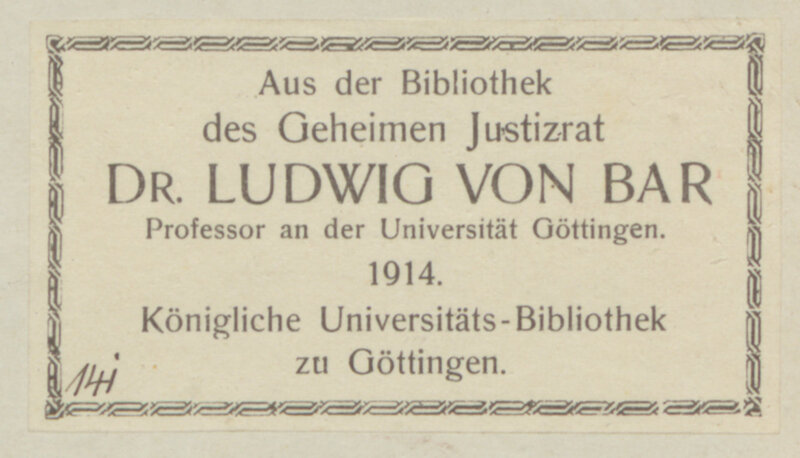 Aus der Bibliothek
des Geheimen Justizrat
DR. LUDWIG VON BAR
Professor an der Universität Göttingen.
1914.
Königliche Universitäts-Bibliothek
zu Göttingen.